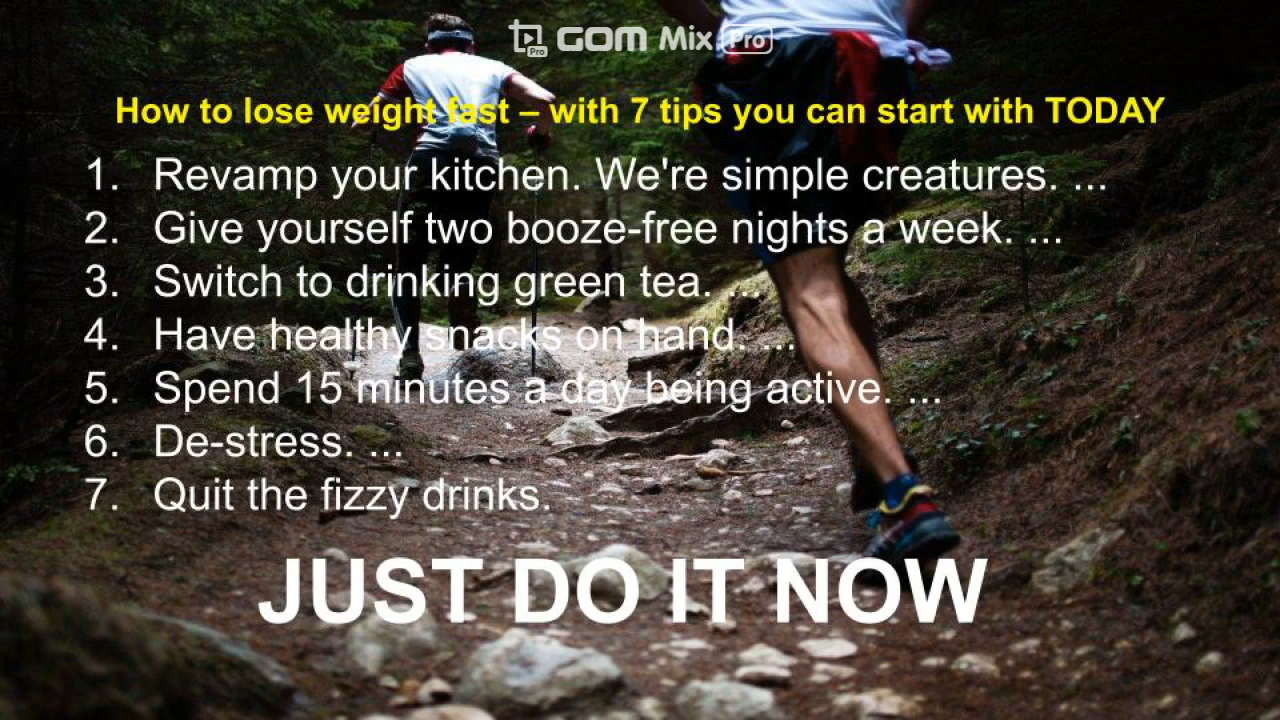 Pro GOM Mix Pro
How to lose weight fast – with 7 tips you can start with TODAY
1. Revamp your kitchen. We're simple creatures. ...
2. Give yourself two booze-free nights a week. ...
3. Switch to drinking green tea. ...
4. Have healthy snacks on hand. ...
5. Spend 15 minutes a day being active. ...
6. De-stress. ...
7. Quit the fizzy drinks.
JUST DO IT NOW